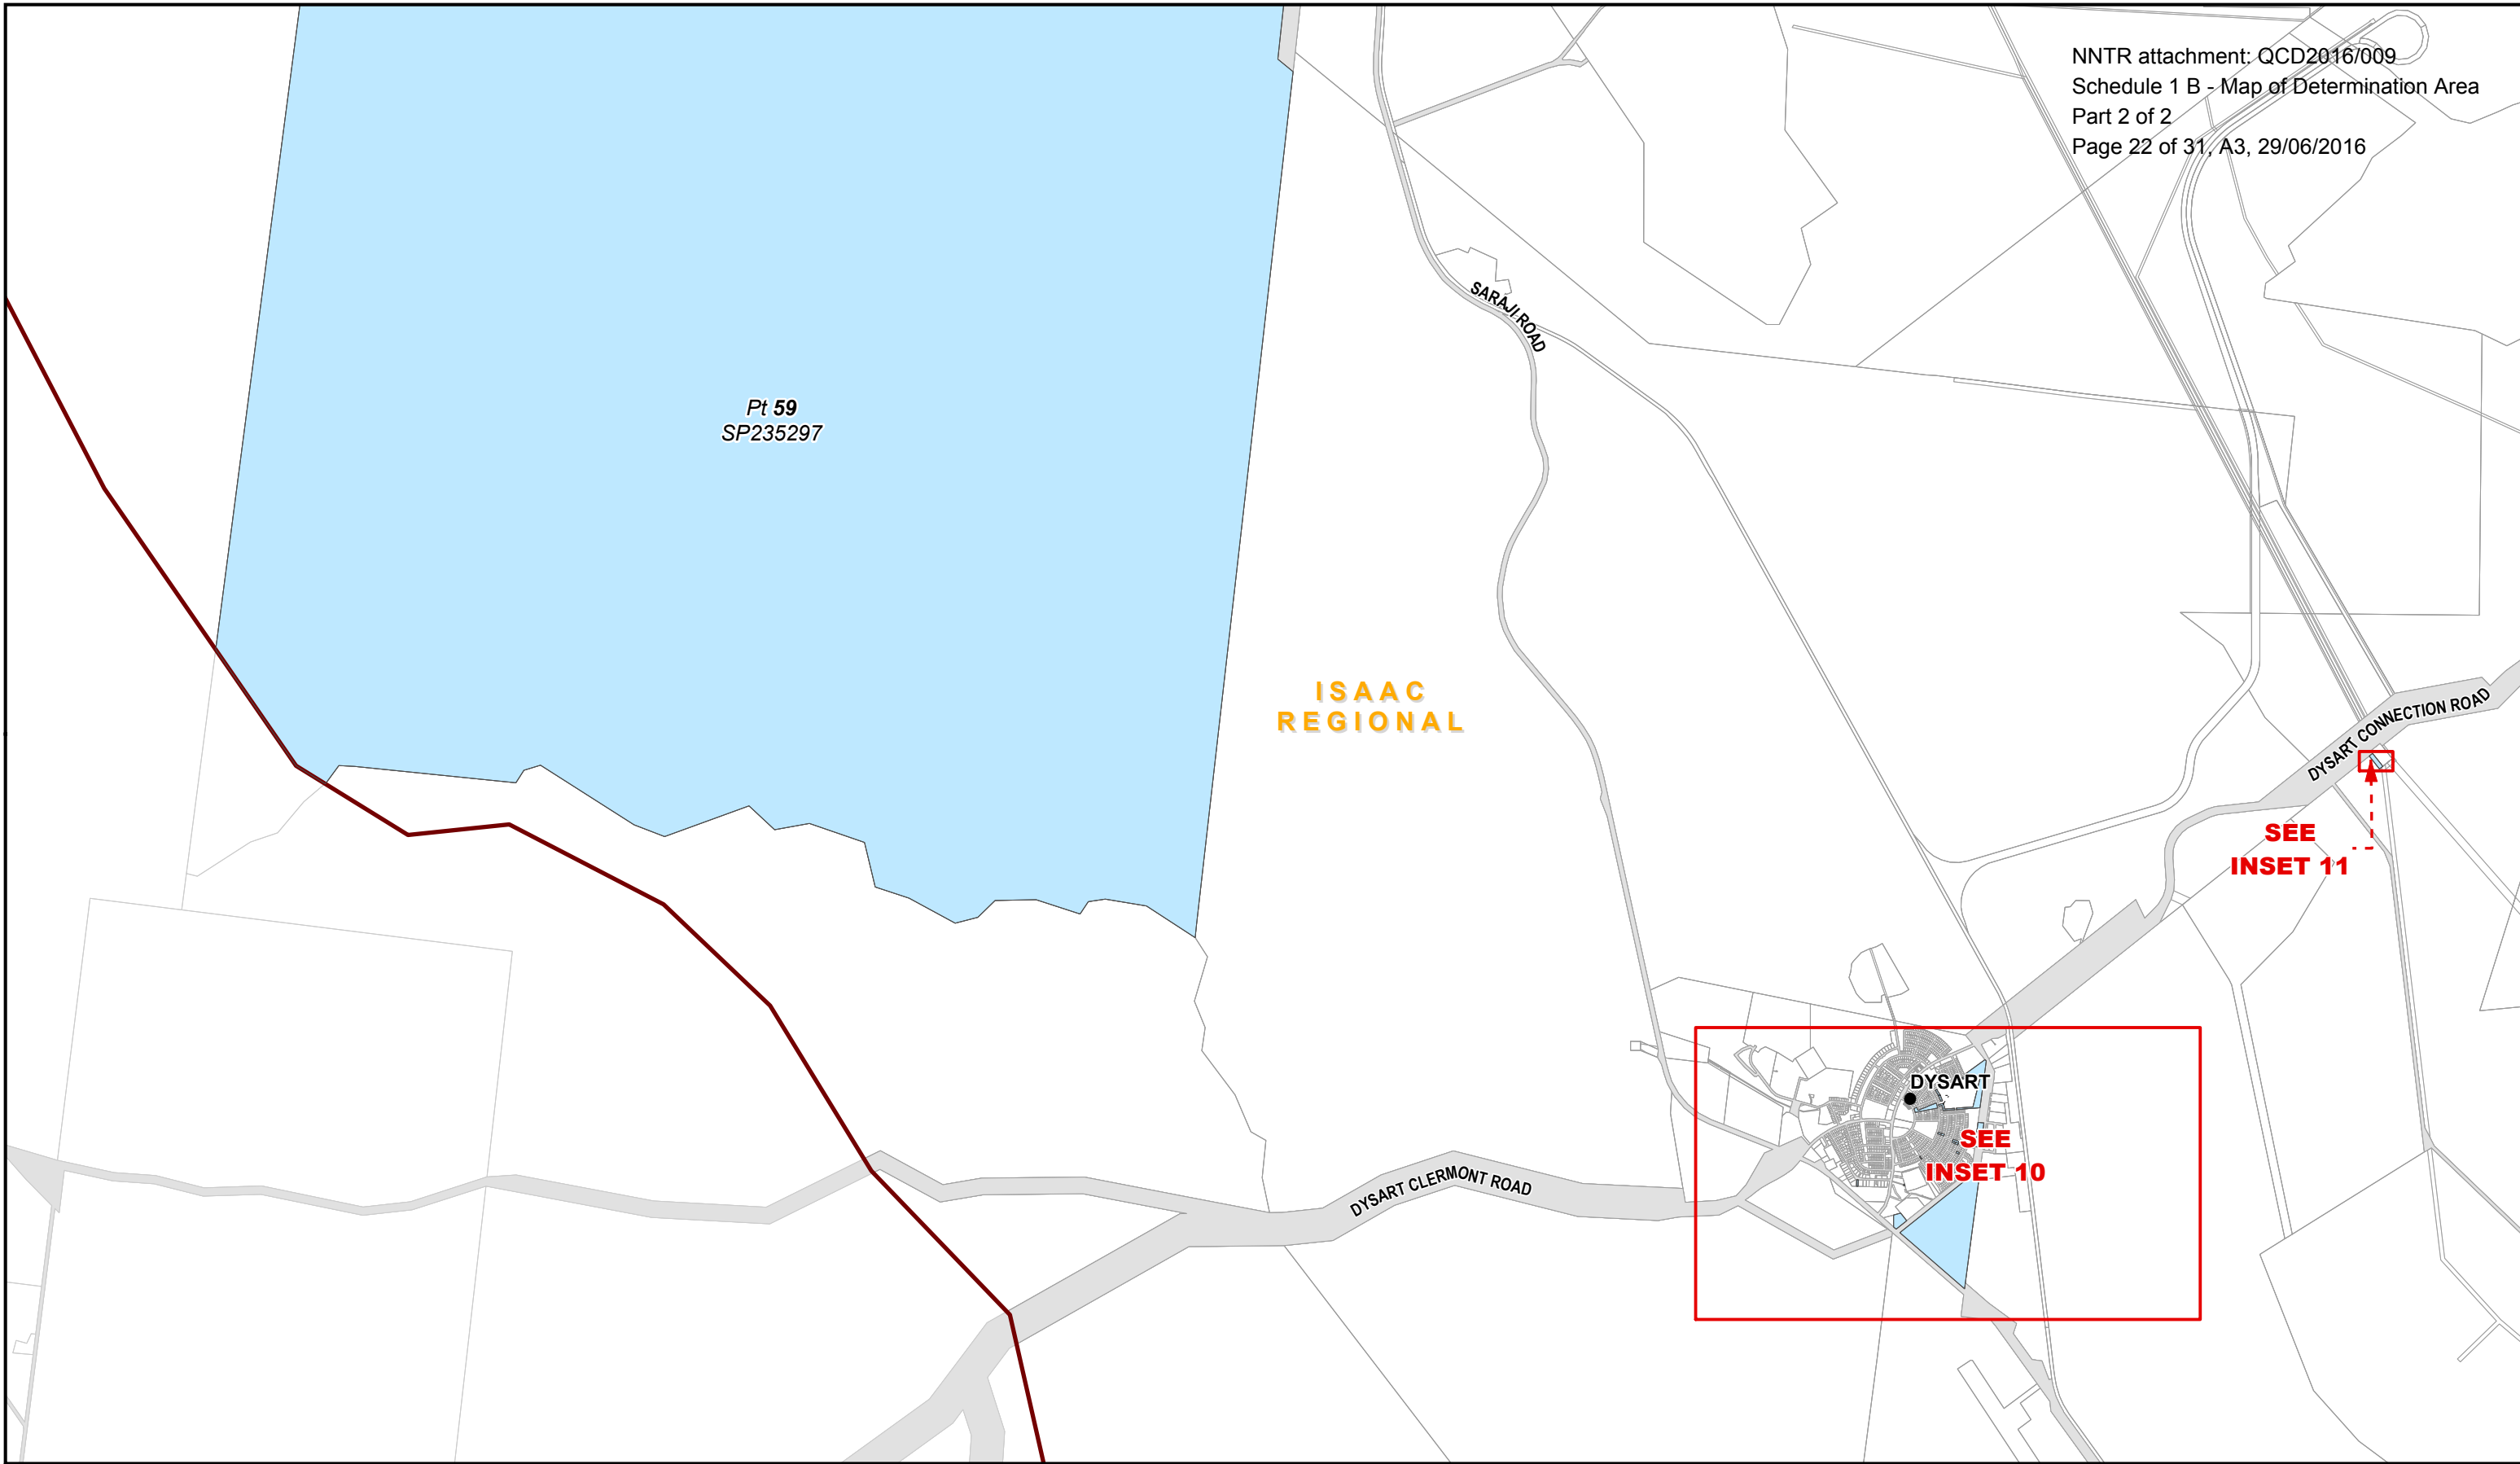 NNTR attachment: QCD2016/009
Schedule 1 B - Map of Determination Area
Part 2 of 2
Page 22 of 31, A3, 29/06/2016
SARAJI ROAD
Pt 59
SP235297
ISAAC
REGIONAL
DYSART CONNECTION ROAD
SEE
INSET 11
DYSART
SEE
INSET 10
DYSART CLERMONT ROAD